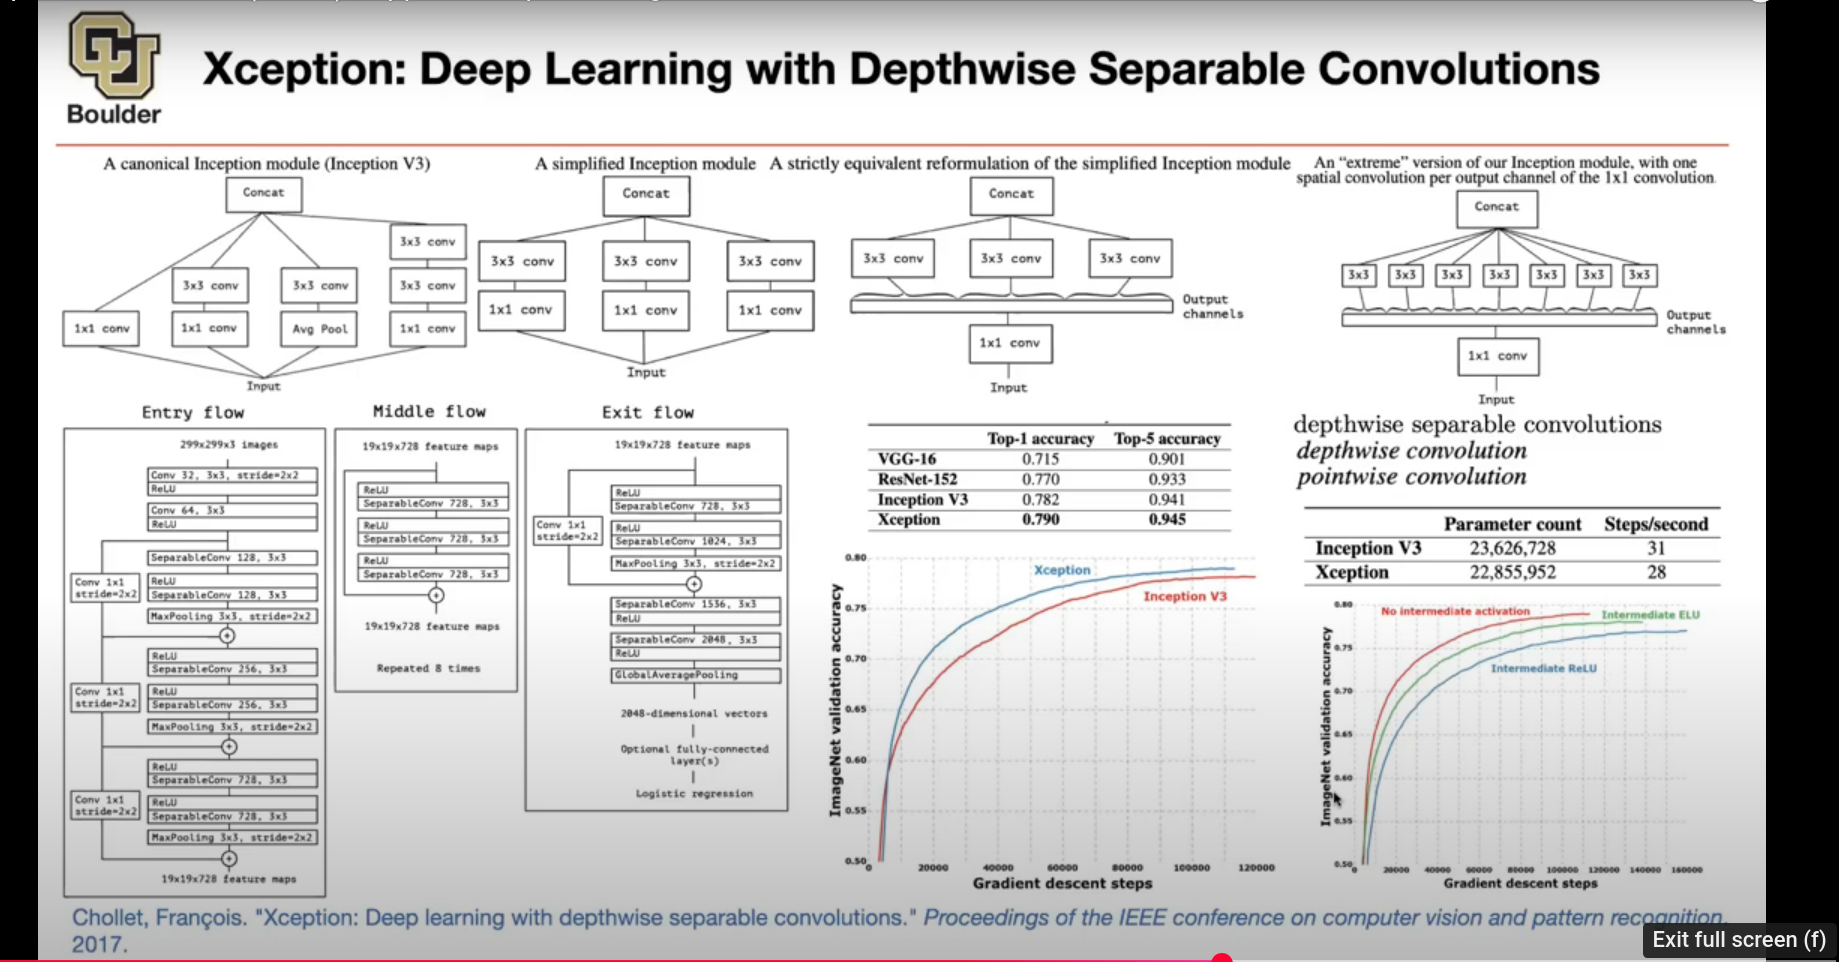 Boulder
Xception: Deep Learning with Depthwise Separable Convolutions
A canonical Inception module (Inception V3)
Concat
3x3 conv
3x3 conv
3x3 conv
3x3 conv
1x1 conv
1x1 conv
Avg Pool
1x1 conv
Input
A simplified Inception module
Concat
3x3 conv
3x3 conv
3x3 conv
1x1 conv
1x1 conv
1x1 conv
Input
A strictly equivalent reformulation of the simplified Inception module
Concat
3x3 conv
3x3 conv
3x3 conv
Output
channels
1x1 conv
Input
An “extreme” version of our Inception module, with one
spatial convolution per output channel of the 1x1 convolution.
Concat
3x3
3x3
3x3
3x3
3x3
3x3
3x3
Output
channels
1x1 conv
Input
Entry flow
299x299x3 images
Conv 32, 3x3, stride=2x2
ReLU
Conv 64, 3x3
ReLU
SeparableConv 128, 3x3
Conv 1x1
stride=2x2
ReLU
SeparableConv 128, 3x3
MaxPooling 3x3, stride=2x2
+
ReLU
SeparableConv 256, 3x3
Conv 1x1
stride=2x2
ReLU
SeparableConv 256, 3x3
MaxPooling 3x3, stride=2x2
+
ReLU
SeparableConv 728, 3x3
Conv 1x1
stride=2x2
ReLU
SeparableConv 728, 3x3
MaxPooling 3x3, stride=2x2
+
19x19x728 feature maps
Middle flow
19x19x728 feature maps
ReLU
SeparableConv 728, 3x3
ReLU
SeparableConv 728, 3x3
ReLU
SeparableConv 728, 3x3
+
19x19x728 feature maps
Repeated 8 times
Exit flow
19x19x728 feature maps
ReLU
SeparableConv 728, 3x3
Conv 1x1
stride=2x2
ReLU
SeparableConv 1024, 3x3
MaxPooling 3x3, stride=2x2
+
SeparableConv 1536, 3x3
ReLU
SeparableConv 2048, 3x3
ReLU
GlobalAveragePooling
2048-dimensional vectors
Optional fully-connected
layer(s)
Logistic regression
Top-1 accuracy Top-5 accuracy
VGG-16 0.715 0.901
ResNet-152 0.770 0.933
Inception V3 0.782 0.941
Xception 0.790 0.945
ImageNet validation accuracy
0.80
0.75
0.70
0.65
0.60
0.55
0.50
Xception
Inception V3
0 20000 40000 60000 80000 100000 120000
Gradient descent steps
depthwise separable convolutions
depthwise convolution
pointwise convolution
Parameter count Steps/second
Inception V3 23,626,728 31
Xception 22,855,952 28
ImageNet validation accuracy
0.80
0.75
0.70
0.65
0.60
0.55
0.50
No intermediate activation
Intermediate ELU
Intermediate ReLU
0 20000 40000 60000 80000 100000 120000 140000 160000
Gradient descent steps
Chollet, François. "Xception: Deep learning with depthwise separable convolutions." Proceedings of the IEEE conference on computer vision and pattern recognition.
2017.
Exit full screen (f)